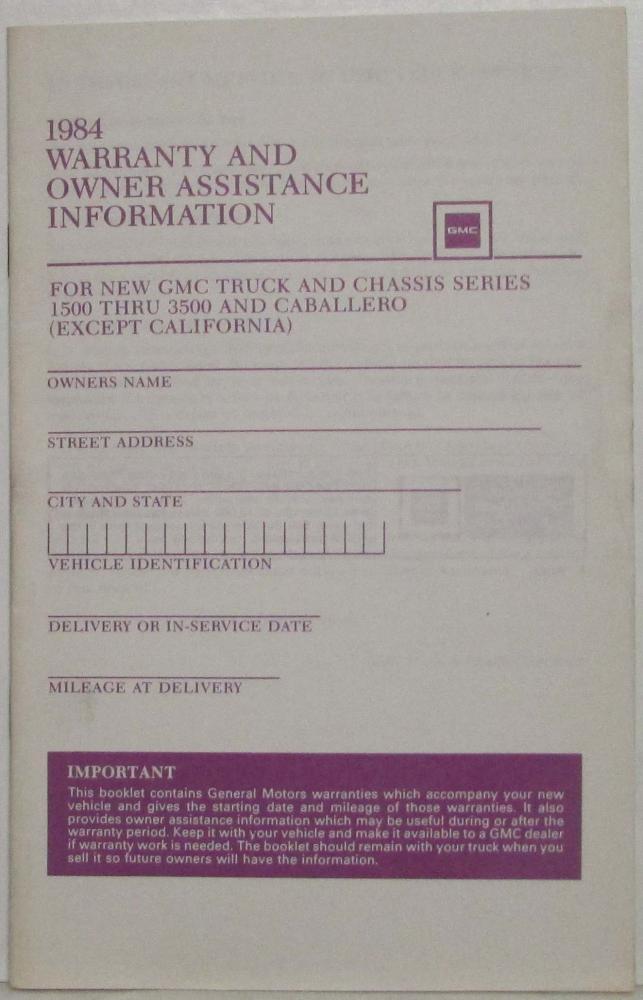 1984
WARRANTY AND
OWNER ASSISTANCE
INFORMATION
GMC
FOR NEW GMC TRUCK AND CHASSIS SERIES
1500 THRU 3500 AND CABALLERO
(EXCEPT CALIFORNIA)
OWNERS NAME
STREET ADDRESS
CITY AND STATE
VEHICLE IDENTIFICATION
DELIVERY OR IN-SERVICE DATE
MILEAGE AT DELIVERY
IMPORTANT
This booklet contains General Motors warranties which accompany your new
vehicle and gives the starting date and mileage of those warranties. It also
provides owner assistance information which may be useful during or after the
warranty period. Keep it with your vehicle and make it available to a GMC dealer
if warranty work is needed. The booklet should remain with your truck when you
sell it so future owners will have the information.